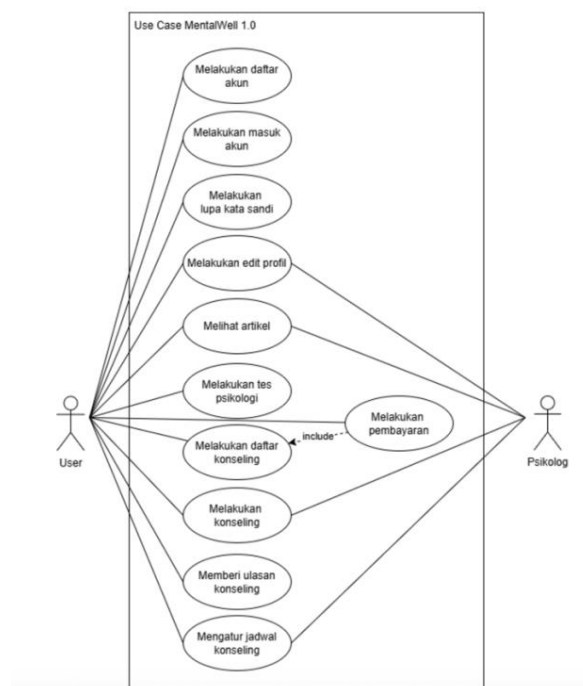 Use Case MentalWell 1.0
Melakukan daftar
akun
Melakukan masuk
akun
Melakukan
lupa kata sandi
Melakukan edit profil
Melihat artikel
Melakukan tes
psikologi
Melakukan
pembayaran
include
Melakukan daftar
konseling
User
Psikolog
Melakukan
konseling
Memberi ulasan
konseling
Mengatur jadwal
konseling